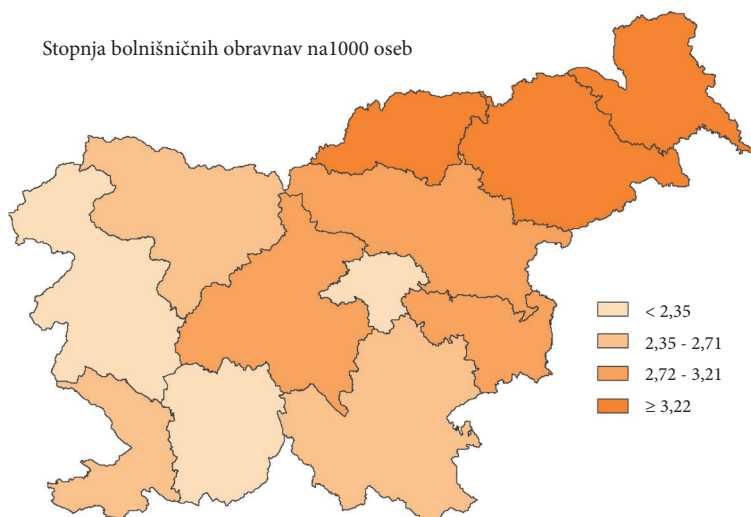 Stopnja bolnišničnih obravnav na1000 oseb
< 2,35
2,35 - 2,71
2,72 - 3,21
≥ 3,22